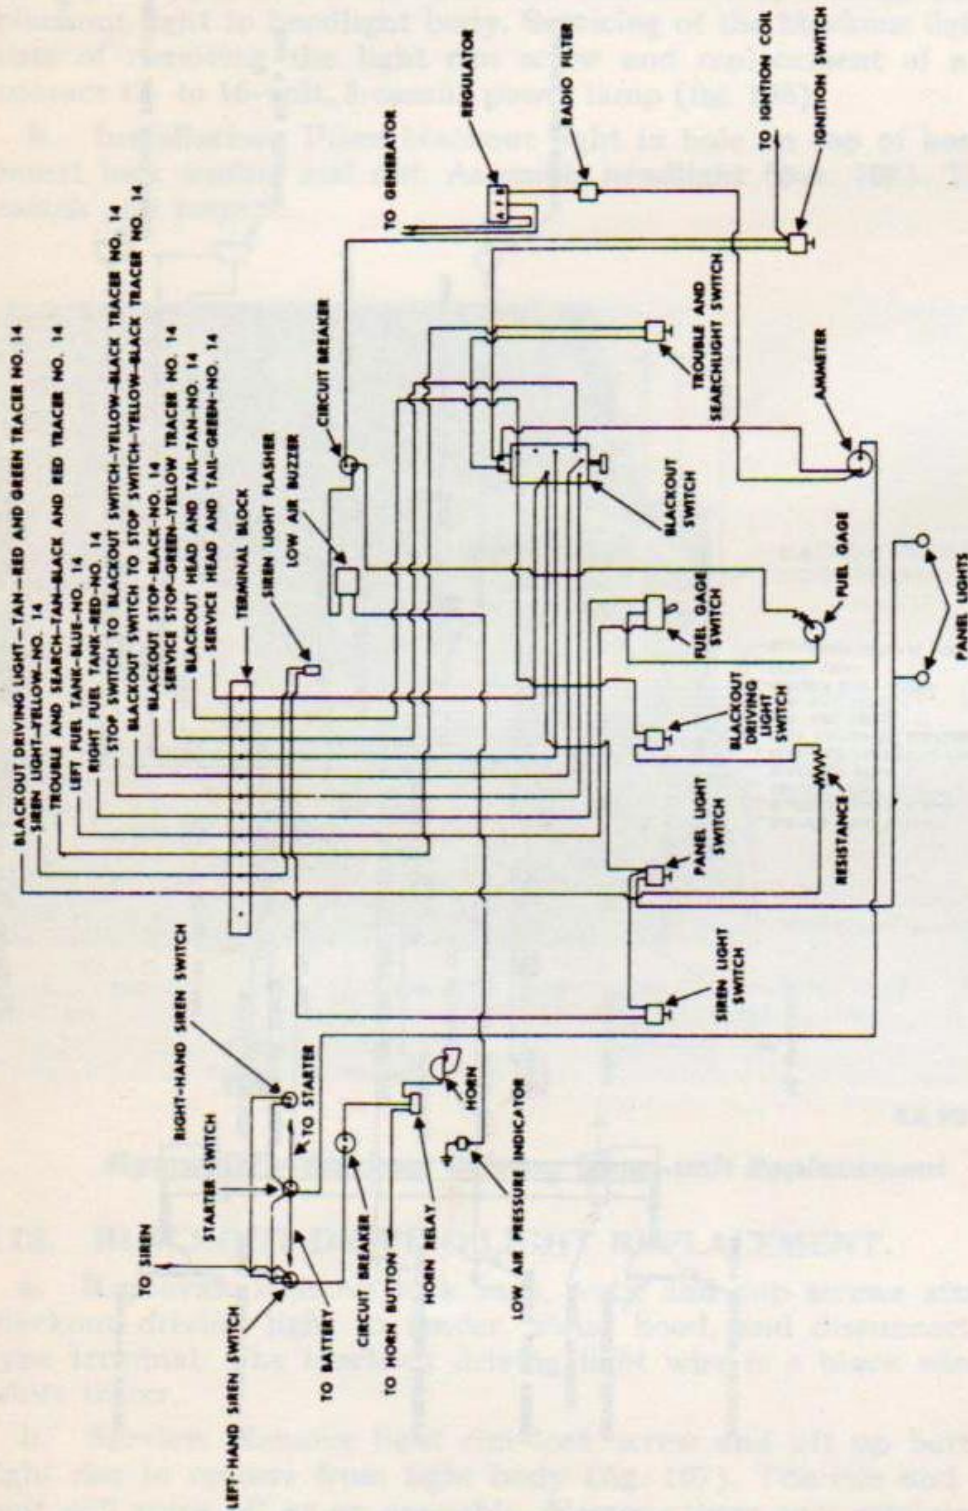 BLACKOUT DRIVING LIGHT—TAN—RED AND GREEN TRACER NO. 14
SIREN LIGHT—YELLOW—NO. 14
TROUBLE AND SEARCH—TAN—BLACK AND RED TRACER NO. 14
LEFT FUEL TANK—BLUE—NO. 14
RIGHT FUEL TANK—RED—NO. 14
STOP SWITCH TO BLACKOUT SWITCH—YELLOW—BLACK TRACER NO. 14
BLACKOUT SWITCH TO STOP SWITCH—YELLOW—BLACK TRACER NO. 14
BLACKOUT STOP—BLACK—NO. 14
SERVICE STOP—GREEN—YELLOW TRACER NO. 14
BLACKOUT HEAD AND TAIL—TAN—NO. 14
SERVICE HEAD AND TAIL—GREEN—NO. 14
TERMINAL BLOCK
SIREN LIGHT FLASHER
LOW AIR BUZZER
CIRCUIT BREAKER
TO GENERATOR
REGULATOR
A F B
RADIO FILTER
TO IGNITION COIL
IGNITION SWITCH
TO SIREN
LEFT-HAND SIREN SWITCH
STARTER SWITCH
RIGHT-HAND SIREN SWITCH
TO STARTER
TO BATTERY
CIRCUIT BREAKER
TO HORN BUTTON
HORN RELAY
HORN
LOW AIR PRESSURE INDICATOR
SIREN LIGHT
SWITCH
PANEL LIGHT
SWITCH
RESISTANCE
BLACKOUT
DRIVING
LIGHT
SWITCH
FUEL GAGE
SWITCH
BLACKOUT
SWITCH
TROUBLE AND
SEARCHLIGHT SWITCH
AMMETER
FUEL GAGE
PANEL LIGHTS